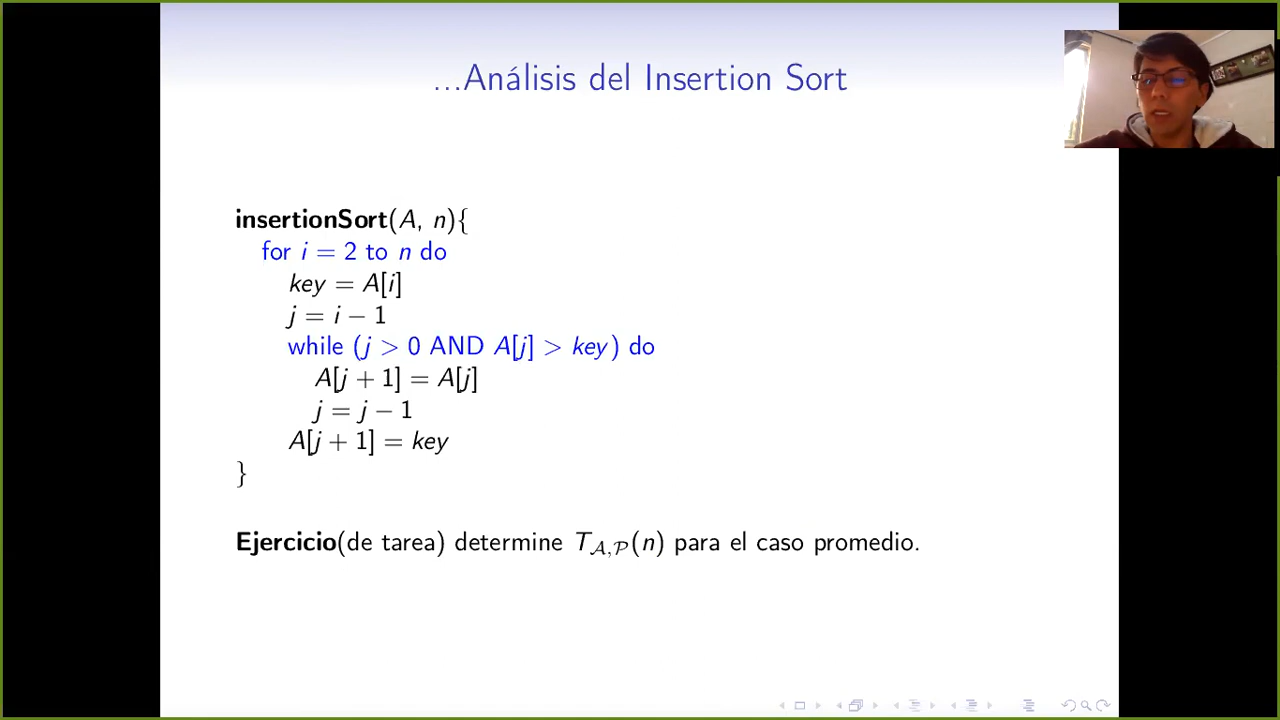 ...Análisis del Insertion Sort
insertionSort(A, n){
for i = 2 to n do
key = A[i]
j = i − 1
while (j > 0 AND A[j] > key) do
A[j + 1] = A[j]
j = j − 1
A[j + 1] = key
}
Ejercicio(de tarea) determine T_{A,P}(n) para el caso promedio.